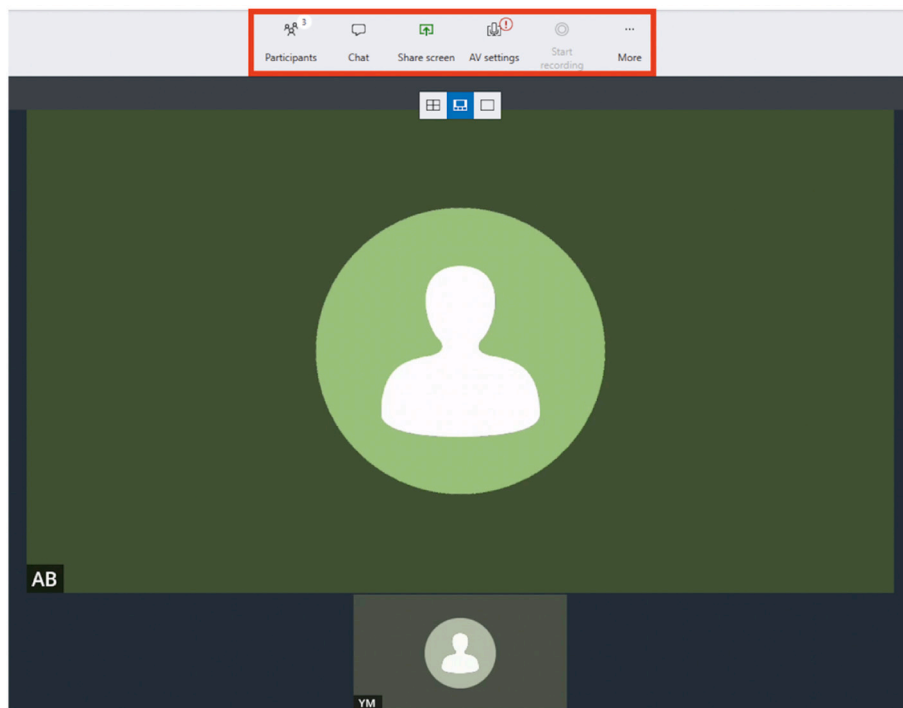 3
Participants
Chat
Share screen
AV settings
Start
recording
More
AB
YM